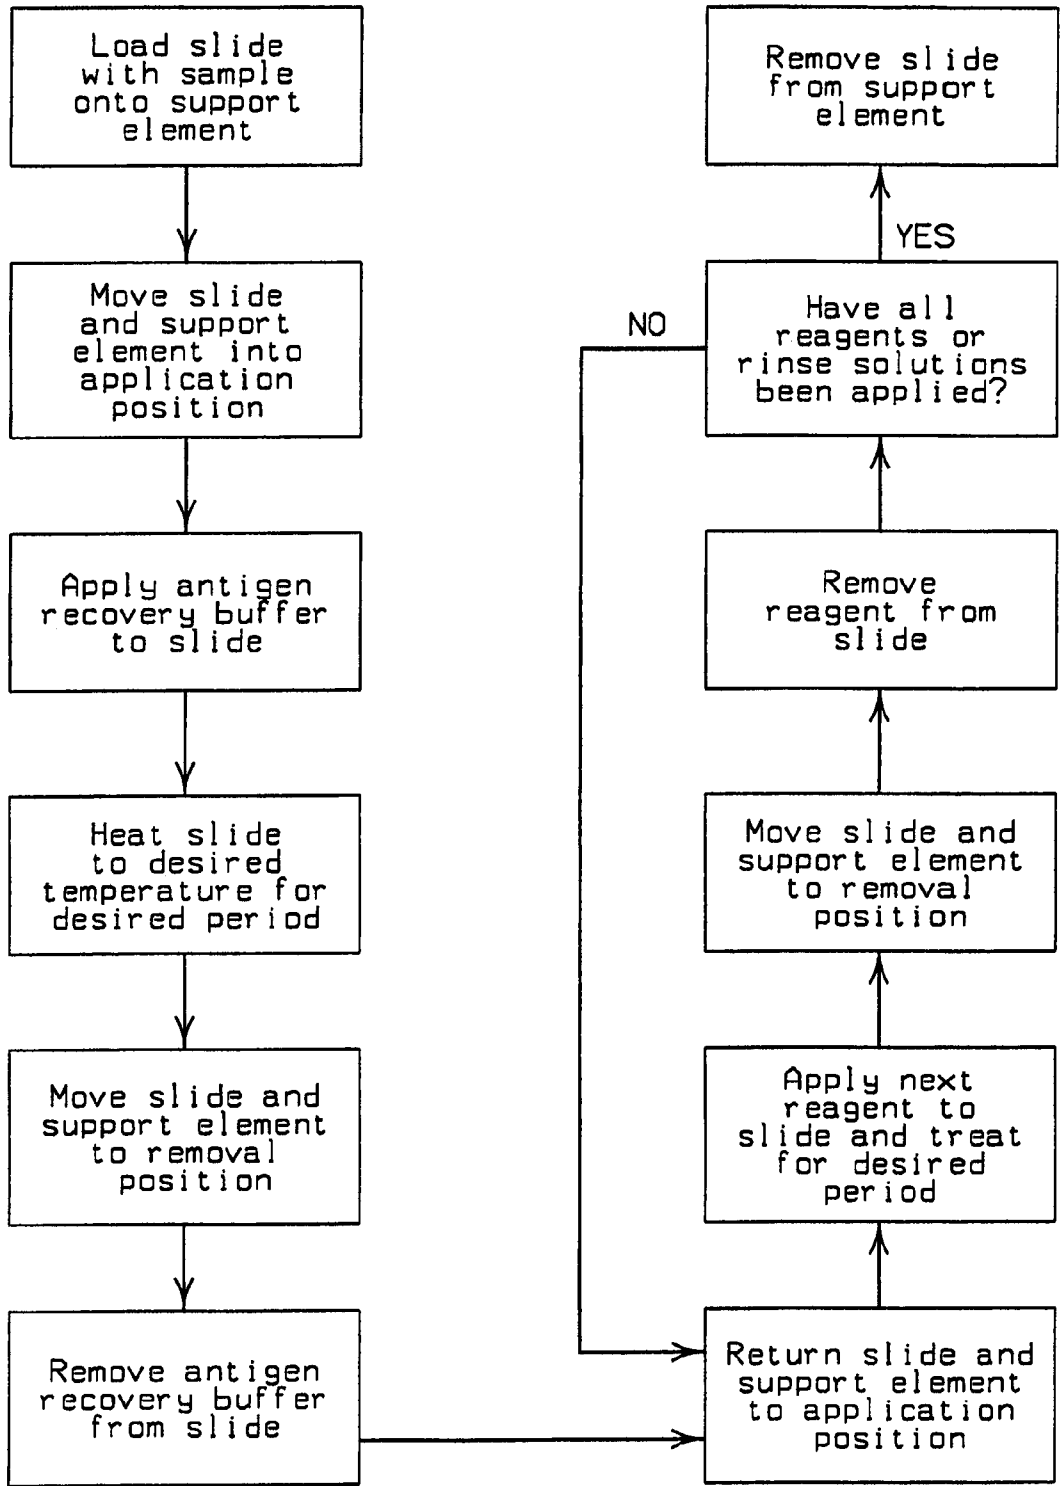 Load slide
with sample
onto support
element
Move slide
and support
element into
application
position
Apply antigen
recovery buffer
to slide
Heat slide
to desired
temperature for
desired period
Move slide and
support element
to removal
position
Remove antigen
recovery buffer
from slide
Return slide and
support element
to application
position
Apply next
reagent to
slide and treat
for desired
period
Move slide and
support element
to removal
position
Remove
reagent from
slide
Have all
reagents or
rinse solutions
been applied?
NO
YES
Remove slide
from support
element